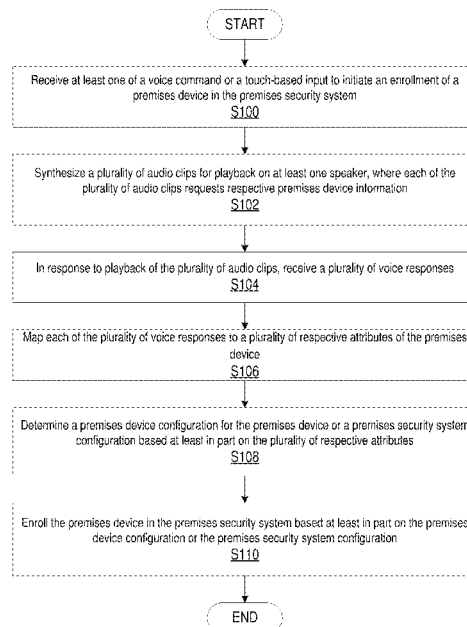 START
Receive at least one of a voice command or a touch-based input to initiate an enrollment of a
premises device in the premises security system
S100
Synthesize a plurality of audio clips for playback on at least one speaker, where each of the
plurality of audio clips requests respective premises device information
S102
In response to playback of the plurality of audio clips, receive a plurality of voice responses
S104
Map each of the plurality of voice responses to a plurality of respective attributes of the premises
device
S106
Determine a premises device configuration for the premises device or a premises security system
configuration based at least in part on the plurality of respective attributes
S108
Enroll the premises device in the premises security system based at least in part on the premises
device configuration or the premises security system configuration
S110
END